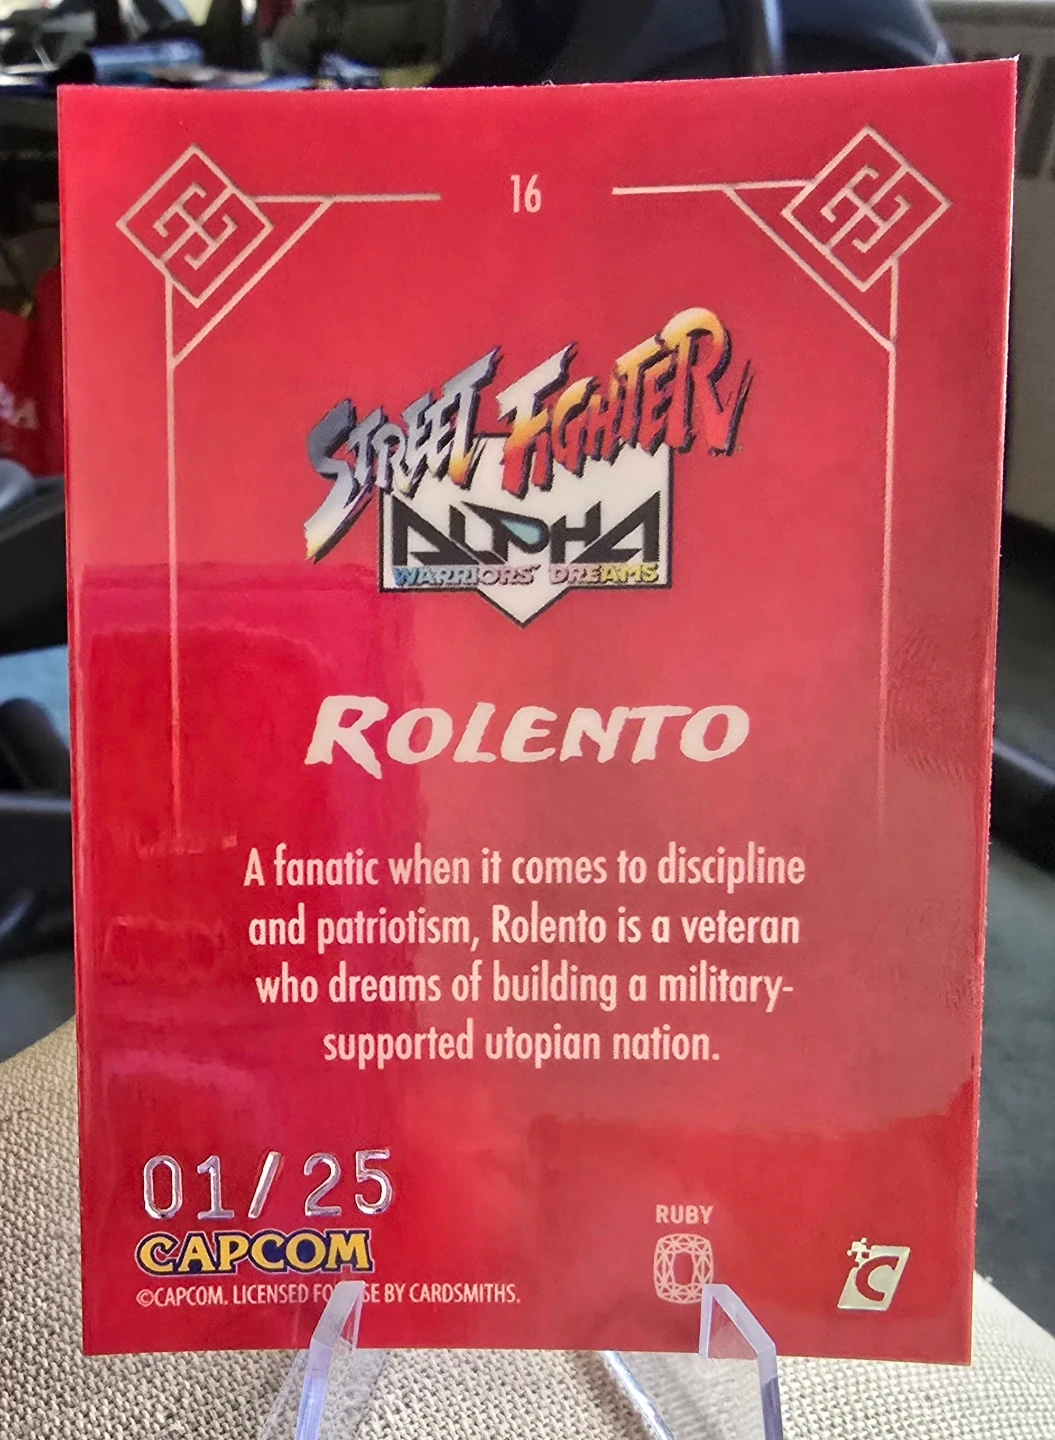 16
STREET FIGHTER
ALPHA
WARRIORS' DREAMS
ROLENTO
A fanatic when it comes to discipline
and patriotism, Rolento is a veteran
who dreams of building a military-
supported utopian nation.
01/25
CAPCOM
RUBY
©CAPCOM. LICENSED FO SE BY CARDSMITHS.
C